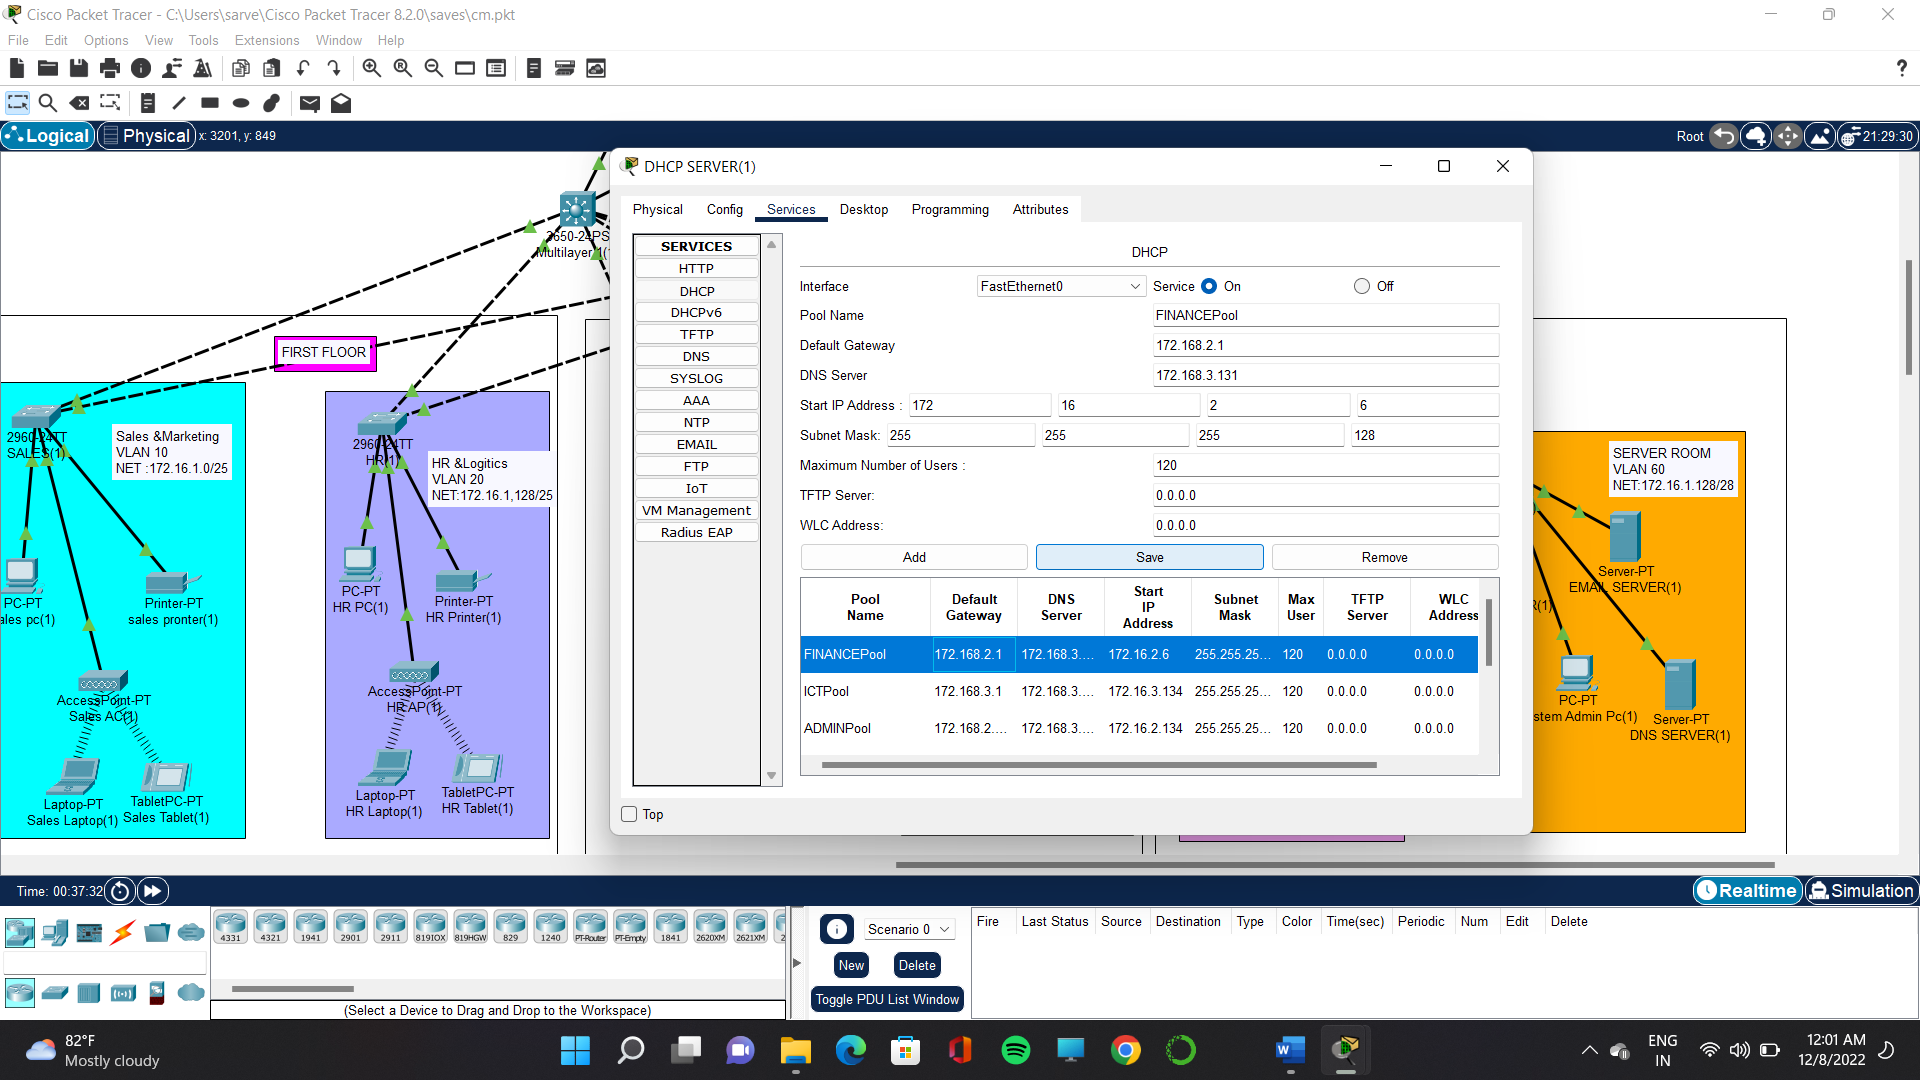 Cisco Packet Tracer - C:\Users\sarve\Cisco Packet Tracer 8.2.0\saves\cm.pkt
File Edit Options View Tools Extensions Window Help
Logical Physical x: 3201, y: 849
Root 21:29:30
3650-24PS
Multilayer
FIRST FLOOR
2960-24TT
SALES(1)
Sales &Marketing
VLAN 10
NET :172.16.1.0/25
PC-PT
ales pc(1)
Printer-PT
sales pronter(1)
AccessPoint-PT
Sales AC(1)
Laptop-PT
Sales Laptop(1)
TabletPC-PT
Sales Tablet(1)
2960-24TT
HR(1)
HR &Logitics
VLAN 20
NET:172.16.1,128/25
PC-PT
HR PC(1)
Printer-PT
HR Printer(1)
AccessPoint-PT
HR AP(1)
Laptop-PT
HR Laptop(1)
TabletPC-PT
HR Tablet(1)
DHCP SERVER(1)
Physical Config Services Desktop Programming Attributes
SERVICES
HTTP
DHCP
DHCPv6
TFTP
DNS
SYSLOG
AAA
NTP
EMAIL
FTP
IoT
VM Management
Radius EAP
DHCP
Interface FastEthernet0 Service On Off
Pool Name FINANCEPool
Default Gateway 172.168.2.1
DNS Server 172.168.3.131
Start IP Address : 172 16 2 6
Subnet Mask: 255 255 255 128
Maximum Number of Users : 120
TFTP Server: 0.0.0.0
WLC Address: 0.0.0.0
Add Save Remove
Pool Name Default Gateway DNS Server Start IP Address Subnet Mask Max User TFTP Server WLC Address
FINANCEPool 172.168.2.1 172.168.3.... 172.16.2.6 255.255.25... 120 0.0.0.0 0.0.0.0
ICTPool 172.168.3.1 172.168.3.... 172.16.3.134 255.255.25... 120 0.0.0.0 0.0.0.0
ADMINPool 172.168.2.... 172.168.3.... 172.16.2.134 255.255.25... 120 0.0.0.0 0.0.0.0
Top
SERVER ROOM
VLAN 60
NET:172.16.1.128/28
Server-PT
EMAIL SERVER(1)
R(1)
PC-PT
stem Admin Pc(1)
Server-PT
DNS SERVER(1)
Time: 00:37:32
Realtime Simulation
4331 4321 1941 2901 2911 819IOX 819HGW 829 1240 PT-Router PT-Empty 1841 2620XM 2621XM 2
(Select a Device to Drag and Drop to the Workspace)
Scenario 0
New Delete
Toggle PDU List Window
Fire Last Status Source Destination Type Color Time(sec) Periodic Num Edit Delete
82°F
Mostly cloudy
ENG
IN
12:01 AM
12/8/2022